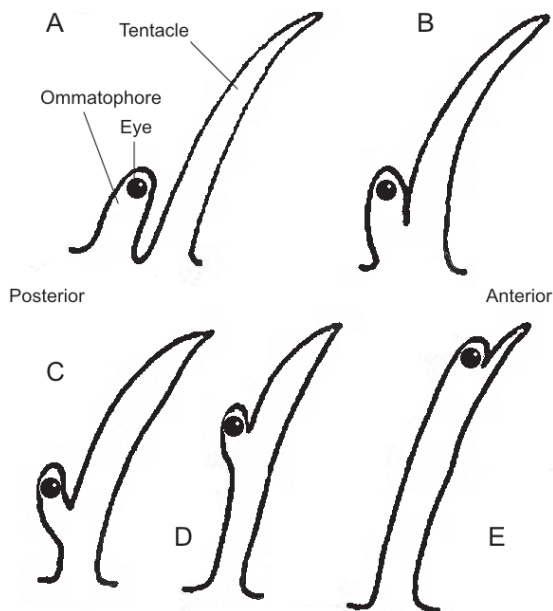 A
Tentacle
B
Ommatophore
Eye
Posterior
Anterior
C
D
E